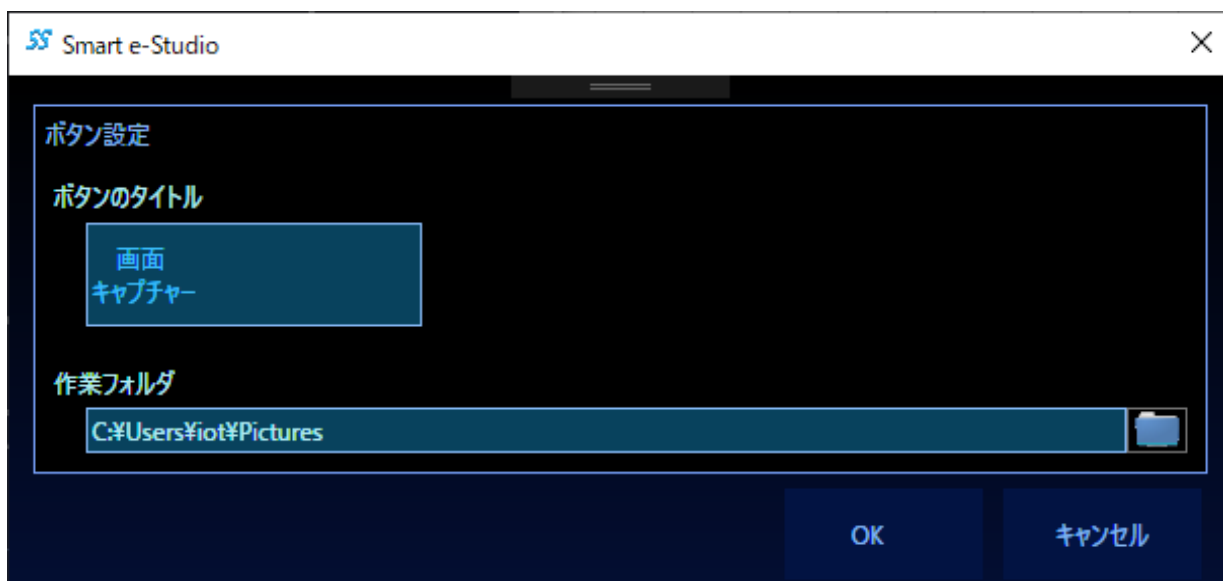 SS Smart e-Studio
ボタン設定
ボタンのタイトル
画面
キャプチャー
作業フォルダ
C:¥Users¥iot¥Pictures
OK キャンセル